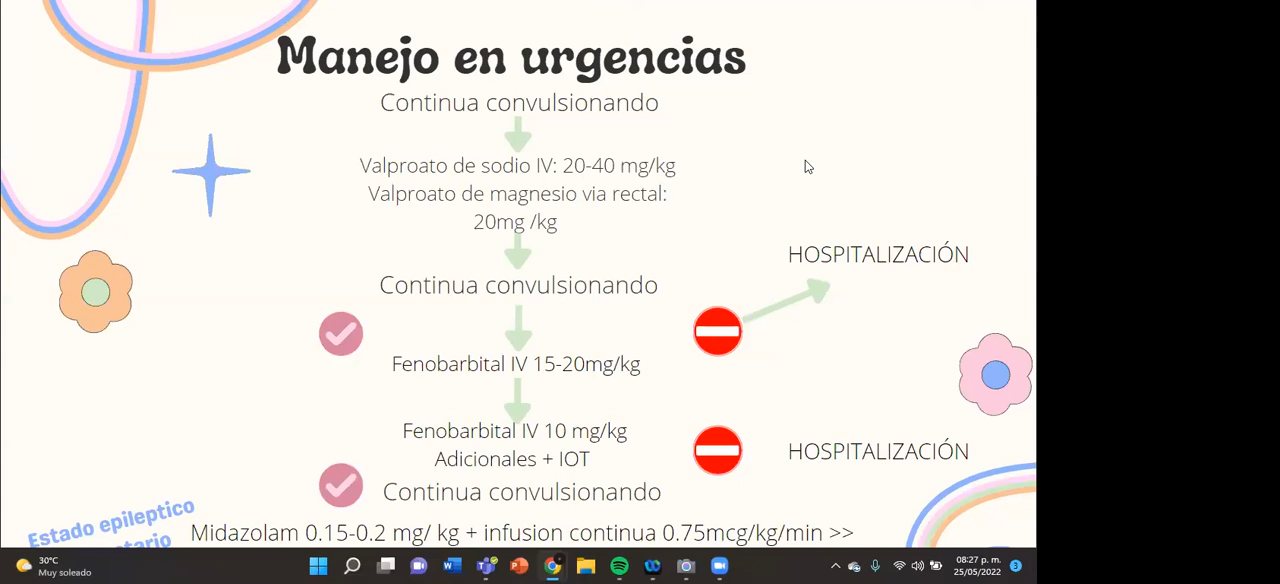 Manejo en urgencias
Continua convulsionando
Valproato de sodio IV: 20-40 mg/kg
Valproato de magnesio via rectal:
20mg /kg
HOSPITALIZACIÓN
Continua convulsionando
Fenobarbital IV 15-20mg/kg
Fenobarbital IV 10 mg/kg
Adicionales + IOT
HOSPITALIZACIÓN
Continua convulsionando
Estado epileptico
Midazolam 0.15-0.2 mg/ kg + infusion continua 0.75mcg/kg/min >>
30°C
Muy soleado
08:27 p. m.
25/05/2022
3